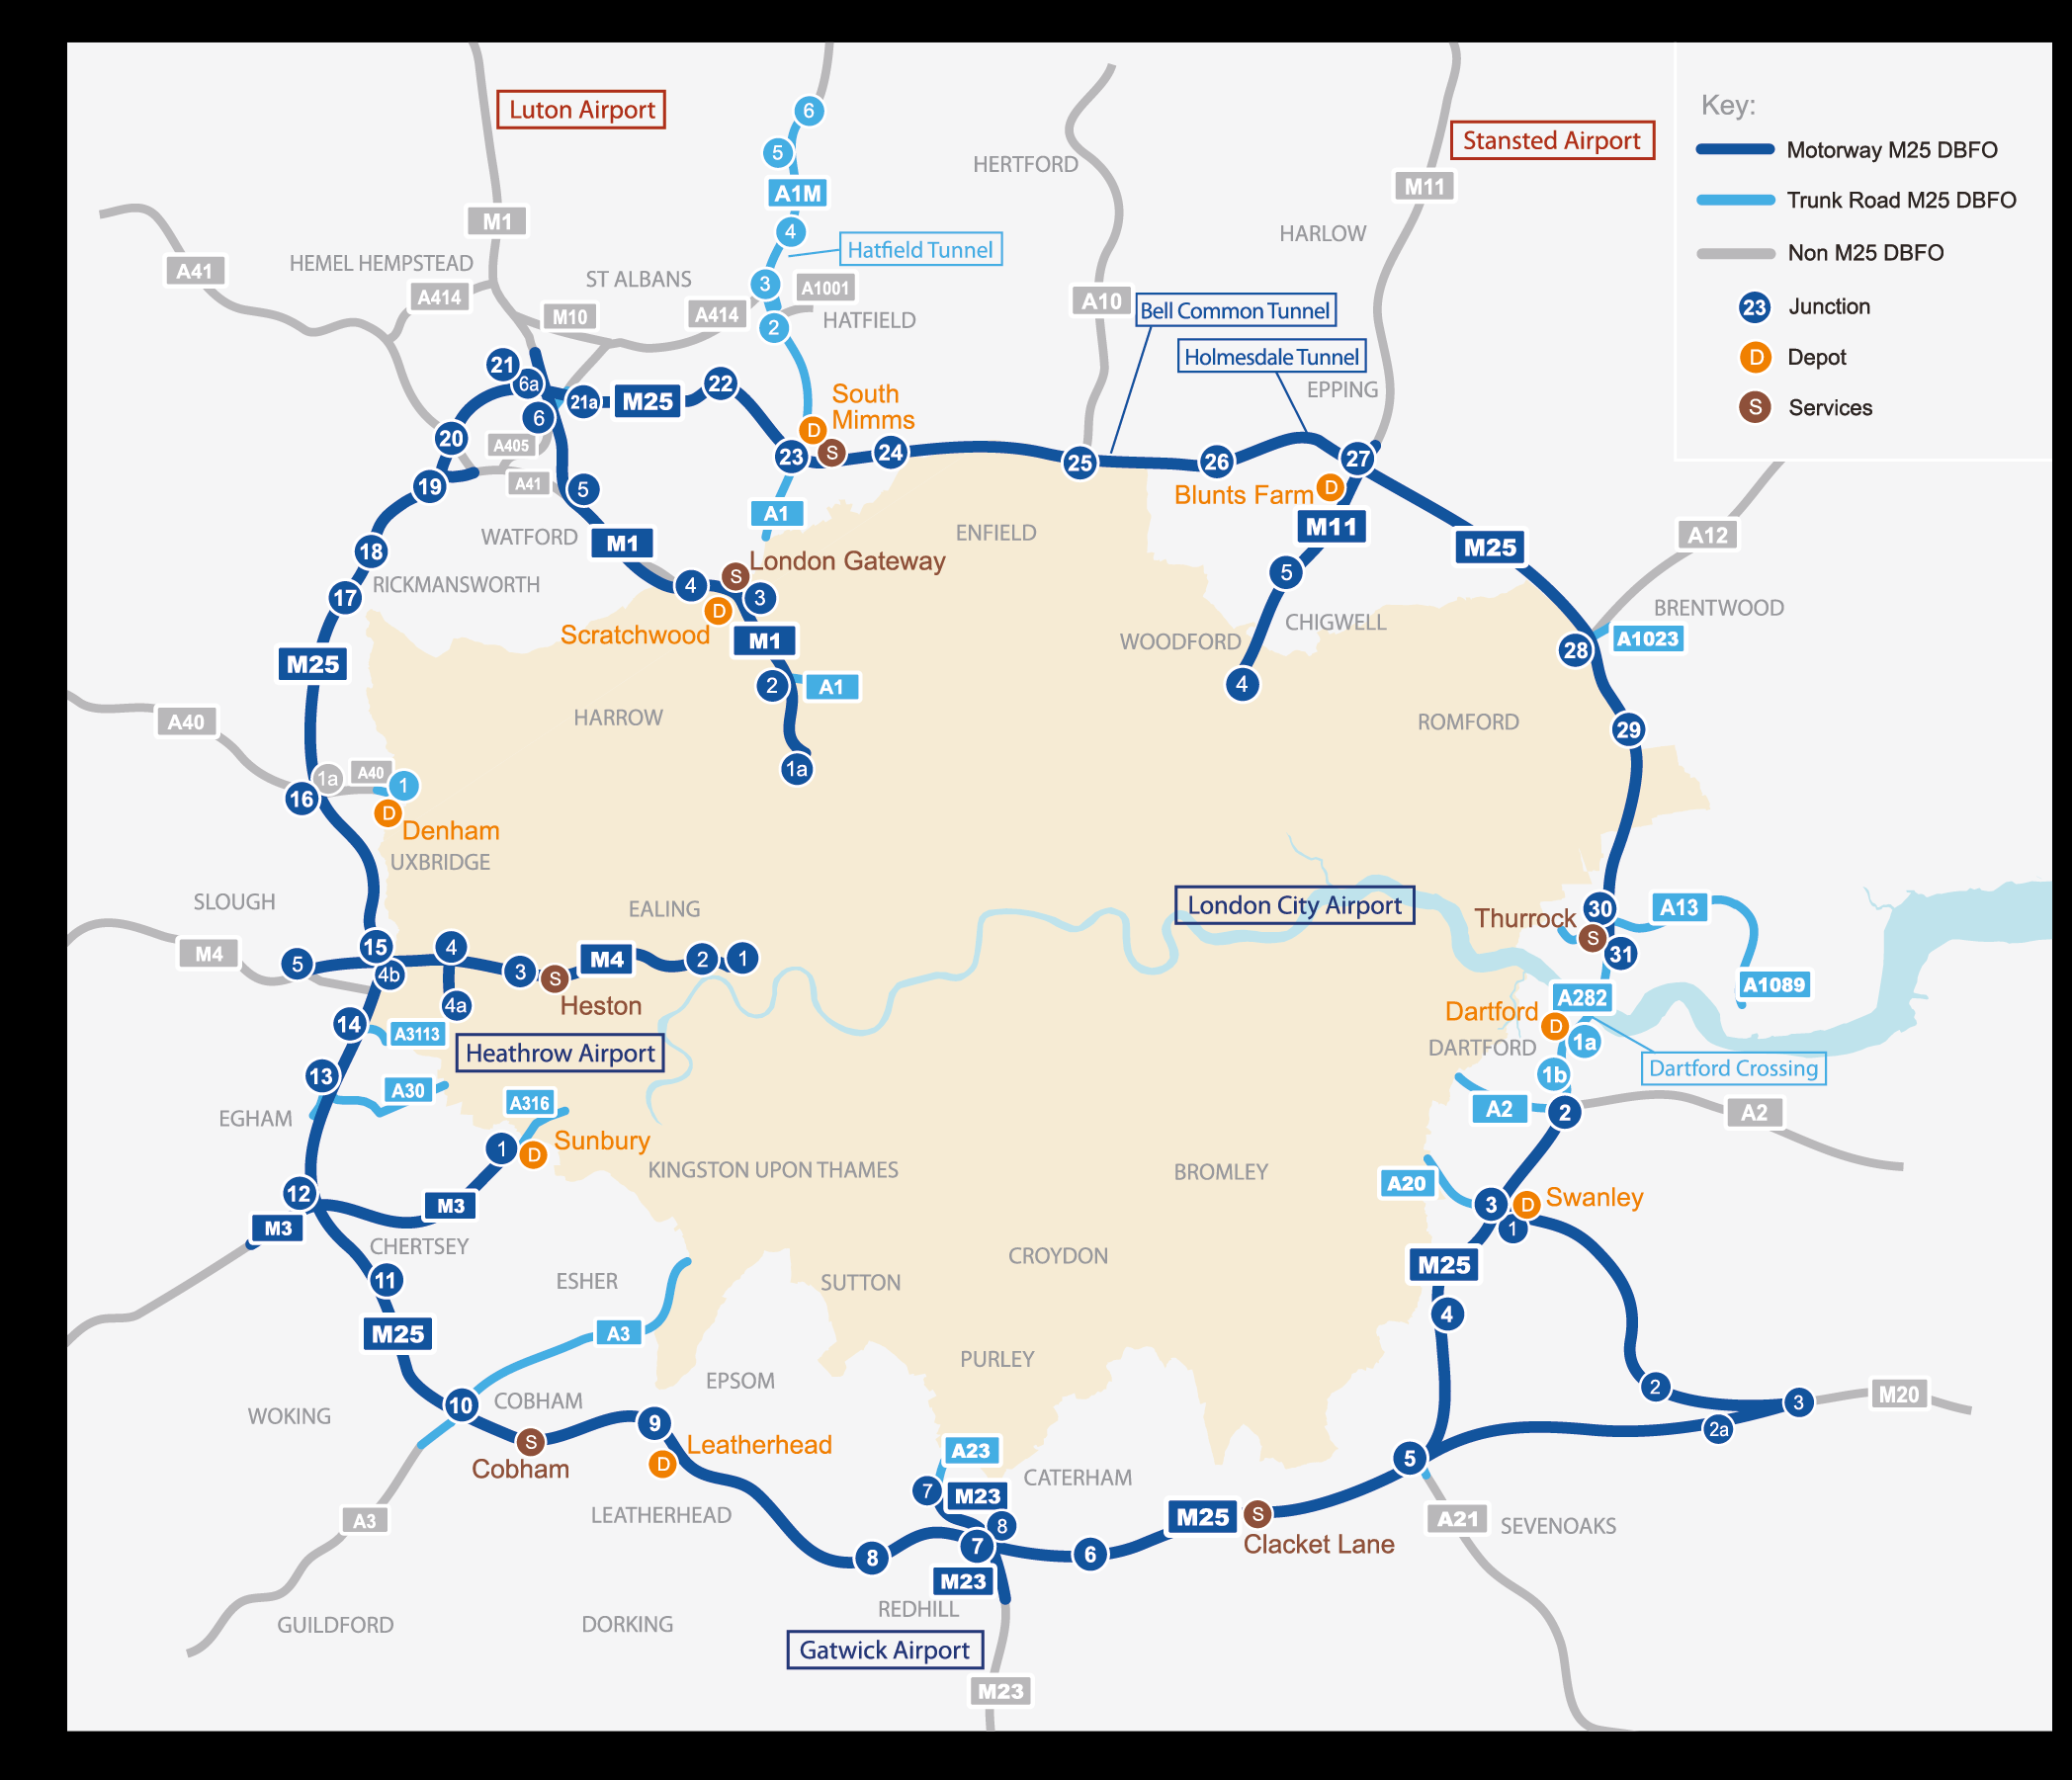 Key:
Motorway M25 DBFO
Trunk Road M25 DBFO
Non M25 DBFO
23 Junction
D Depot
S Services
Luton Airport
Stansted Airport
6
5
A1M
4
Hatfield Tunnel
3
2
A1001
HERTFORD
M11
HARLOW
M1
A41
HEMEL HEMPSTEAD
A414
ST ALBANS
M10
A414
HATFIELD
A10
Bell Common Tunnel
Holmesdale Tunnel
EPPING
21
6a
6
21a
M25
22
South
Mimms
D
S
23
24
25
26
27
20
A405
19
A41
5
A1
Blunts Farm
D
M11
M25
A12
ENFIELD
WATFORD
M1
18
RICKMANSWORTH
17
4
S
London Gateway
3
D
Scratchwood
M1
5
CHIGWELL
WOODFORD
4
BRENTWOOD
A1023
28
M25
2
A1
HARROW
ROMFORD
29
A40
1a
A40
1
16
1a
D
Denham
UXBRIDGE
SLOUGH
EALING
London City Airport
30
A13
Thurrock
S
31
M4
5
15
4
4b
3
S
M4
2
1
Heston
4a
A1089
A282
14
A3113
Heathrow Airport
Dartford
D
1a
DARTFORD
Dartford Crossing
1b
13
A30
A316
EGHAM
A2
2
A2
1
D
Sunbury
KINGSTON UPON THAMES
BROMLEY
A20
12
M3
M3
3
D
Swanley
1
CHERTSEY
CROYDON
M25
11
ESHER
SUTTON
4
M25
A3
PURLEY
EPSOM
2
3
M20
10
COBHAM
WOKING
9
2a
S
Cobham
Leatherhead
D
A23
5
CATERHAM
7
M23
8
LEATHERHEAD
A3
M25
S
Clacket Lane
A21
SEVENOAKS
8
7
6
M23
REDHILL
GUILDFORD
DORKING
Gatwick Airport
M23